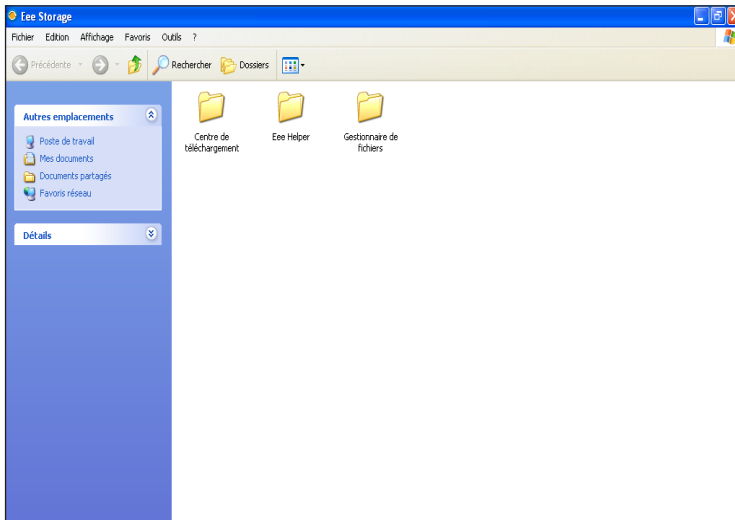 Eee Storage
Fichier Edition Affichage Favoris Outils ?
Précédente Rechercher Dossiers
Autres emplacements
Poste de travail
Mes documents
Documents partagés
Favoris réseau
Détails
Centre de
téléchargement
Eee Helper
Gestionnaire de
fichiers